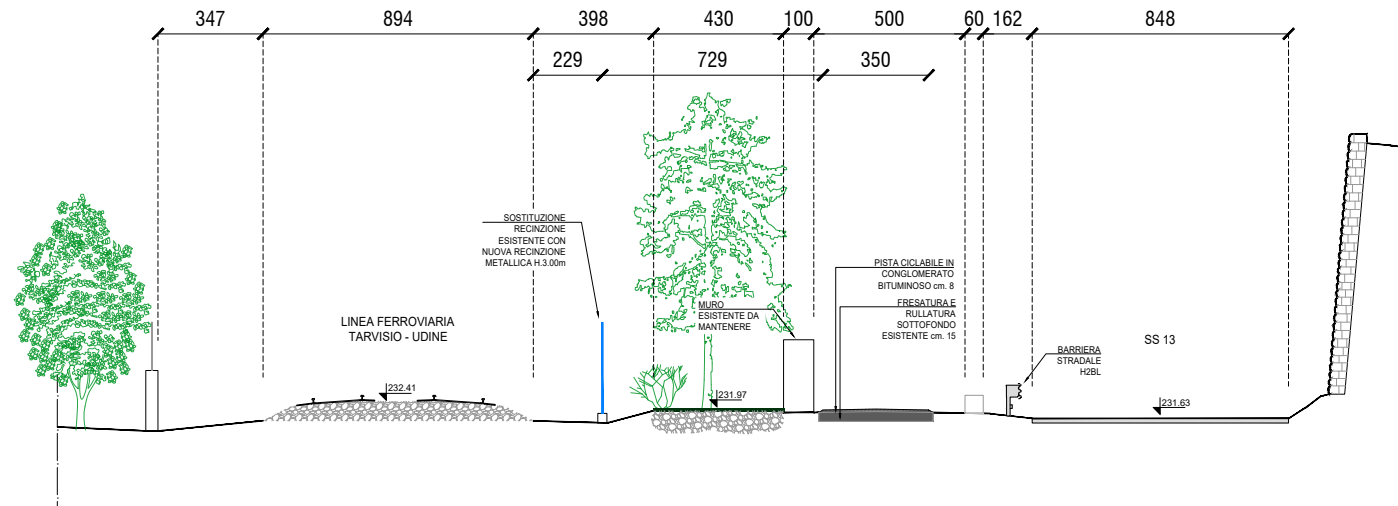 347 894 398 430 100 500 60 162 848
229 729 350
SOSTITUZIONE
RECINZIONE
ESISTENTE CON
NUOVA RECINZIONE
METALLICA H.3.00m
LINEA FERROVIARIA
TARVISIO - UDINE
232.41
MURO
ESISTENTE DA
MANTENERE
231.97
PISTA CICLABILE IN
CONGLOMERATO
BITUMINOSO cm. 8
FRESATURA E
RULLATURA
SOTTOFONDO
ESISTENTE cm. 15
BARRIERA
STRADALE
H2BL
SS 13
231.63